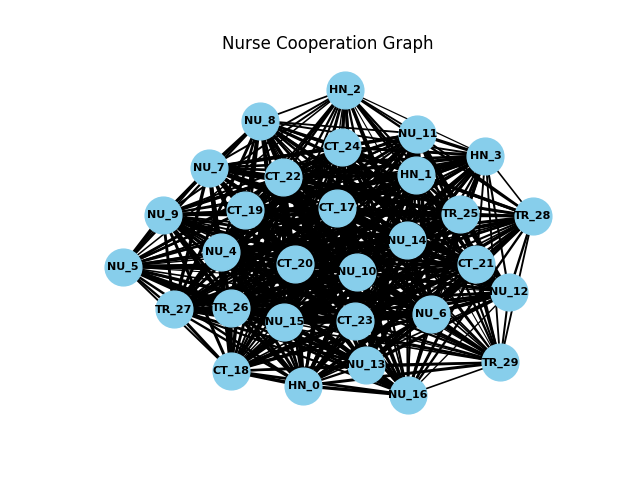 Nurse Cooperation Graph
HN_2
NU_8
NU_11
CT_24
HN_3
NU_7
CT_22
HN_1
CT_19
CT_17
NU_9
TR_25
TR_28
NU_14
NU_4
NU_5
CT_20
NU_10
CT_21
NU_12
TR_27
TR_26
NU_15
CT_23
NU_6
CT_18
HN_0
NU_13
TR_29
NU_16